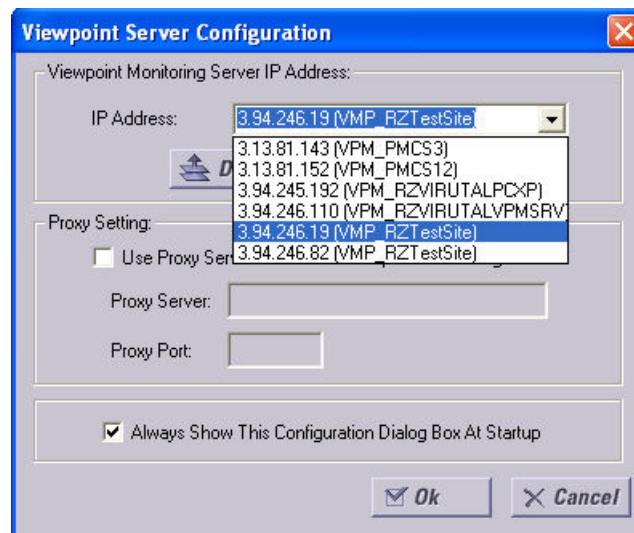 Viewpoint Server Configuration
Viewpoint Monitoring Server IP Address:
IP Address: 3.94.246.19 (VMP_RZTestSite)
3.13.81.143 (VPM_PMCS3)
3.13.81.152 (VPM_PMCS12)
3.94.245.192 (VPM_RZVIRUTALPCXP)
3.94.246.110 (VPM_RZVIRUTALVPMSRV)
3.94.246.19 (VMP_RZTestSite)
3.94.246.82 (VMP_RZTestSite)
Proxy Setting:
Use Proxy
Proxy Server:
Proxy Port:
Always Show This Configuration Dialog Box At Startup
Ok Cancel